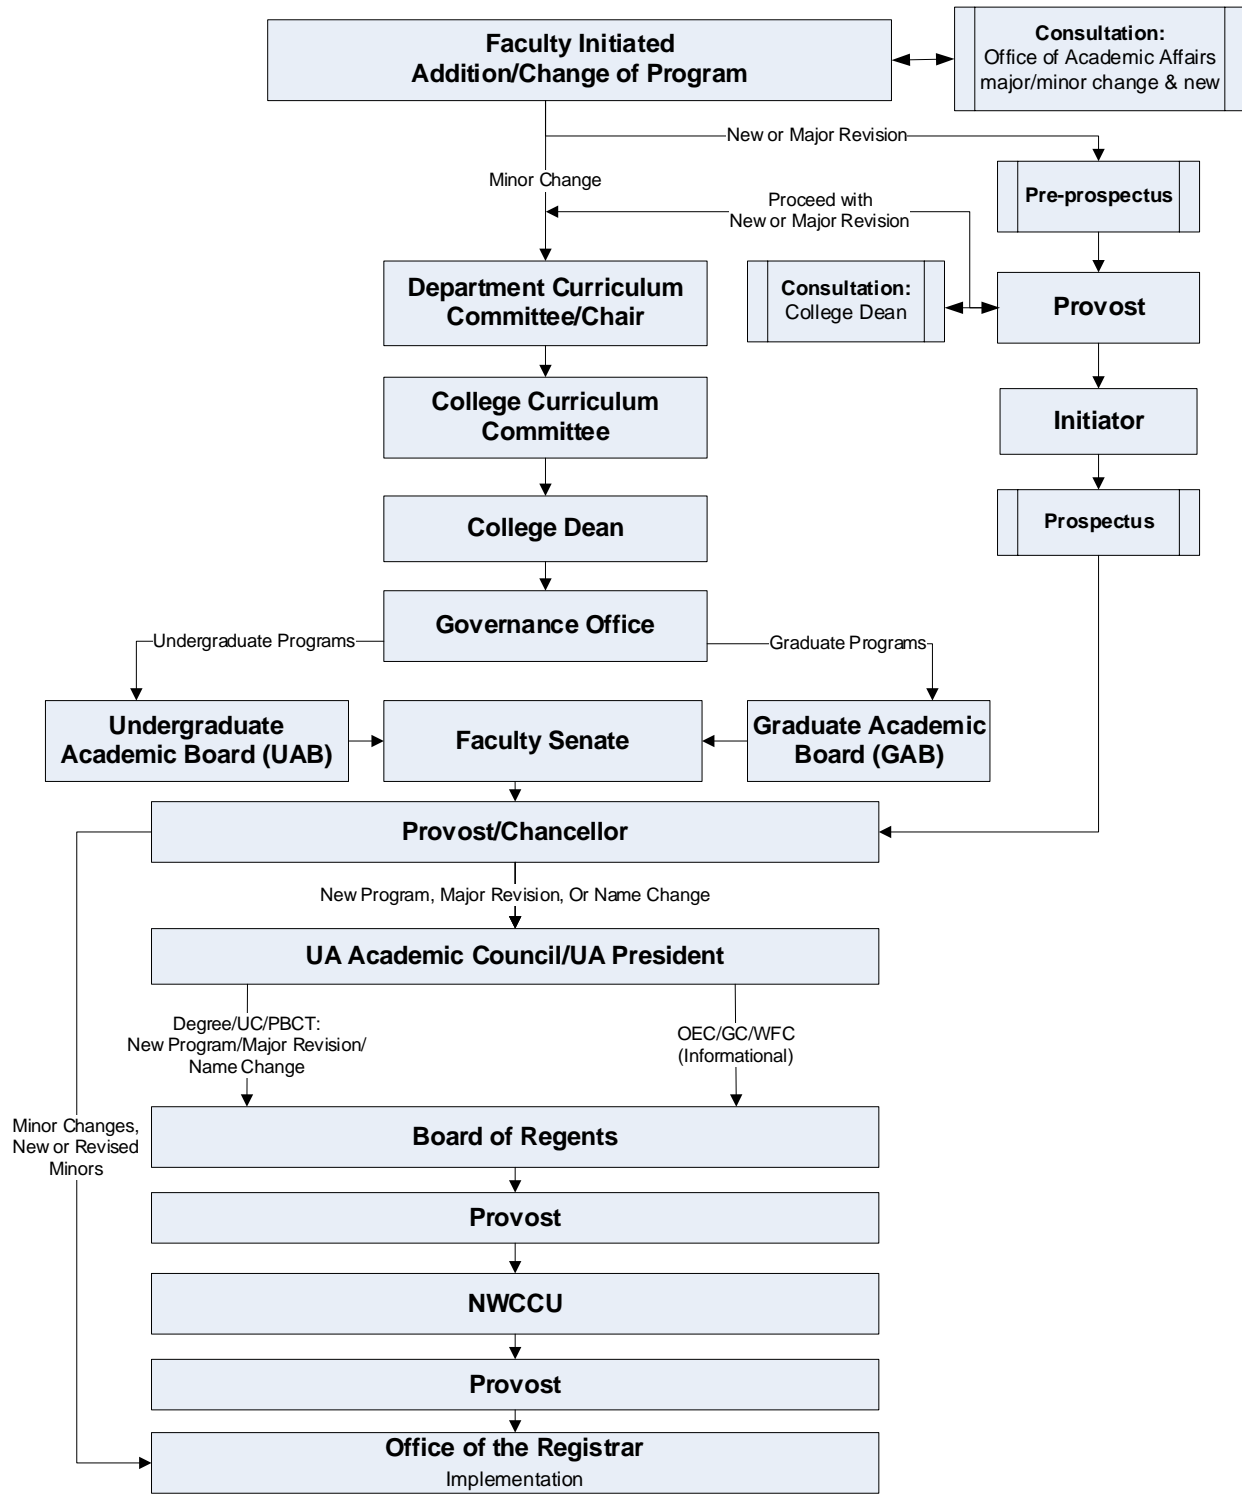 Faculty Initiated
Addition/Change of Program
Consultation:
Office of Academic Affairs
major/minor change & new
New or Major Revision
Minor Change
Proceed with
New or Major Revision
Pre-prospectus
Department Curriculum
Committee/Chair
Consultation:
College Dean
Provost
College Curriculum
Committee
Initiator
College Dean
Prospectus
Governance Office
Undergraduate Programs
Graduate Programs
Undergraduate
Academic Board (UAB)
Faculty Senate
Graduate Academic
Board (GAB)
Provost/Chancellor
New Program, Major Revision, Or Name Change
UA Academic Council/UA President
Degree/UC/PBCT:
New Program/Major Revision/
Name Change
OEC/GC/WFC
(Informational)
Minor Changes,
New or Revised
Minors
Board of Regents
Provost
NWCCU
Provost
Office of the Registrar
Implementation